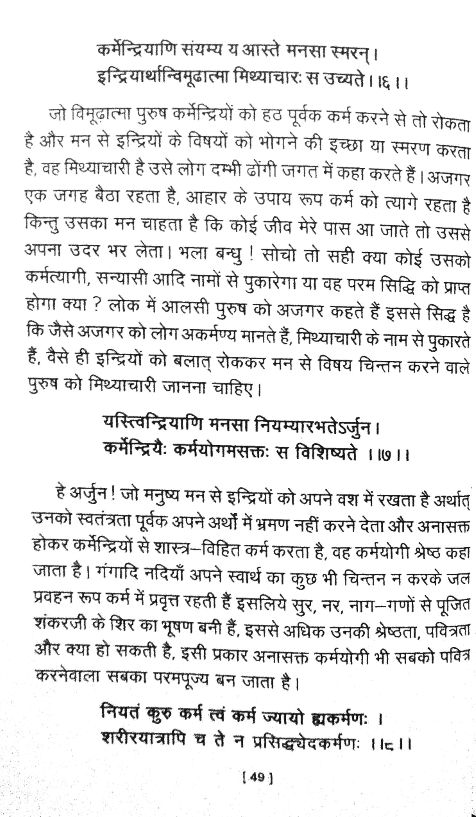 कर्मेन्द्रियाणि संयम्य य आस्ते मनसा स्मरन्।
इन्द्रियार्थान्विमूढात्मा मिथ्याचारः स उच्यते।।६।।
जो विमूढात्मा पुरुष कर्मेन्द्रियों को हठ पूर्वक कर्म करने से तो रोकता
है और मन से इन्द्रियों के विषयों को भोगने की इच्छा या स्मरण करता
है, वह मिथ्याचारी है उसे लोग दम्भी ढोंगी जगत में कहा करते हैं। अजगर
एक जगह बैठा रहता है, आहार के उपाय रूप कर्म को त्यागे रहता है
किन्तु उसका मन चाहता है कि कोई जीव मेरे पास आ जाते तो उससे
अपना उदर भर लेता। भला बन्धु ! सोचो तो सही क्या कोई उसको
कर्मत्यागी, सन्यासी आदि नामों से पुकारेगा या वह परम सिद्धि को प्राप्त
होगा क्या ? लोक में आलसी पुरुष को अजगर कहते हैं इससे सिद्ध है
कि जैसे अजगर को लोग अकर्मण्य मानते हैं, मिथ्याचारी के नाम से पुकारते
हैं, वैसे ही इन्द्रियों को बलात् रोककर मन से विषय चिन्तन करने वाले
पुरुष को मिथ्याचारी जानना चाहिए।
यस्त्विन्द्रियाणि मनसा नियम्यारभतेऽर्जुन।
कर्मेन्द्रियैः कर्मयोगमसक्तः स विशिष्यते ।।७।।
हे अर्जुन! जो मनुष्य मन से इन्द्रियों को अपने वश में रखता है अर्थात्
उनको स्वतंत्रता पूर्वक अपने अर्थों में भ्रमण नहीं करने देता और अनासक्त
होकर कर्मेन्द्रियों से शास्त्र–विहित कर्म करता है, वह कर्मयोगी श्रेष्ठ कहा
जाता है। गंगादि नदियाँ अपने स्वार्थ का कुछ भी चिन्तन न करके जल
प्रवहन रूप कर्म में प्रवृत्त रहती हैं इसलिये सुर, नर, नाग–गणों से पूजित
शंकरजी के शिर का भूषण बनी हैं, इससे अधिक उनकी श्रेष्ठता, पवित्रता
और क्या हो सकती है, इसी प्रकार अनासक्त कर्मयोगी भी सबको पवित्र
करनेवाला सबका परमपूज्य बन जाता है।
नियतं कुरु कर्म त्वं कर्म ज्यायो ह्यकर्मणः ।
शरीरयात्रापि च ते न प्रसिद्ध्येदकर्मणः ।।८।।
[ 49 ]